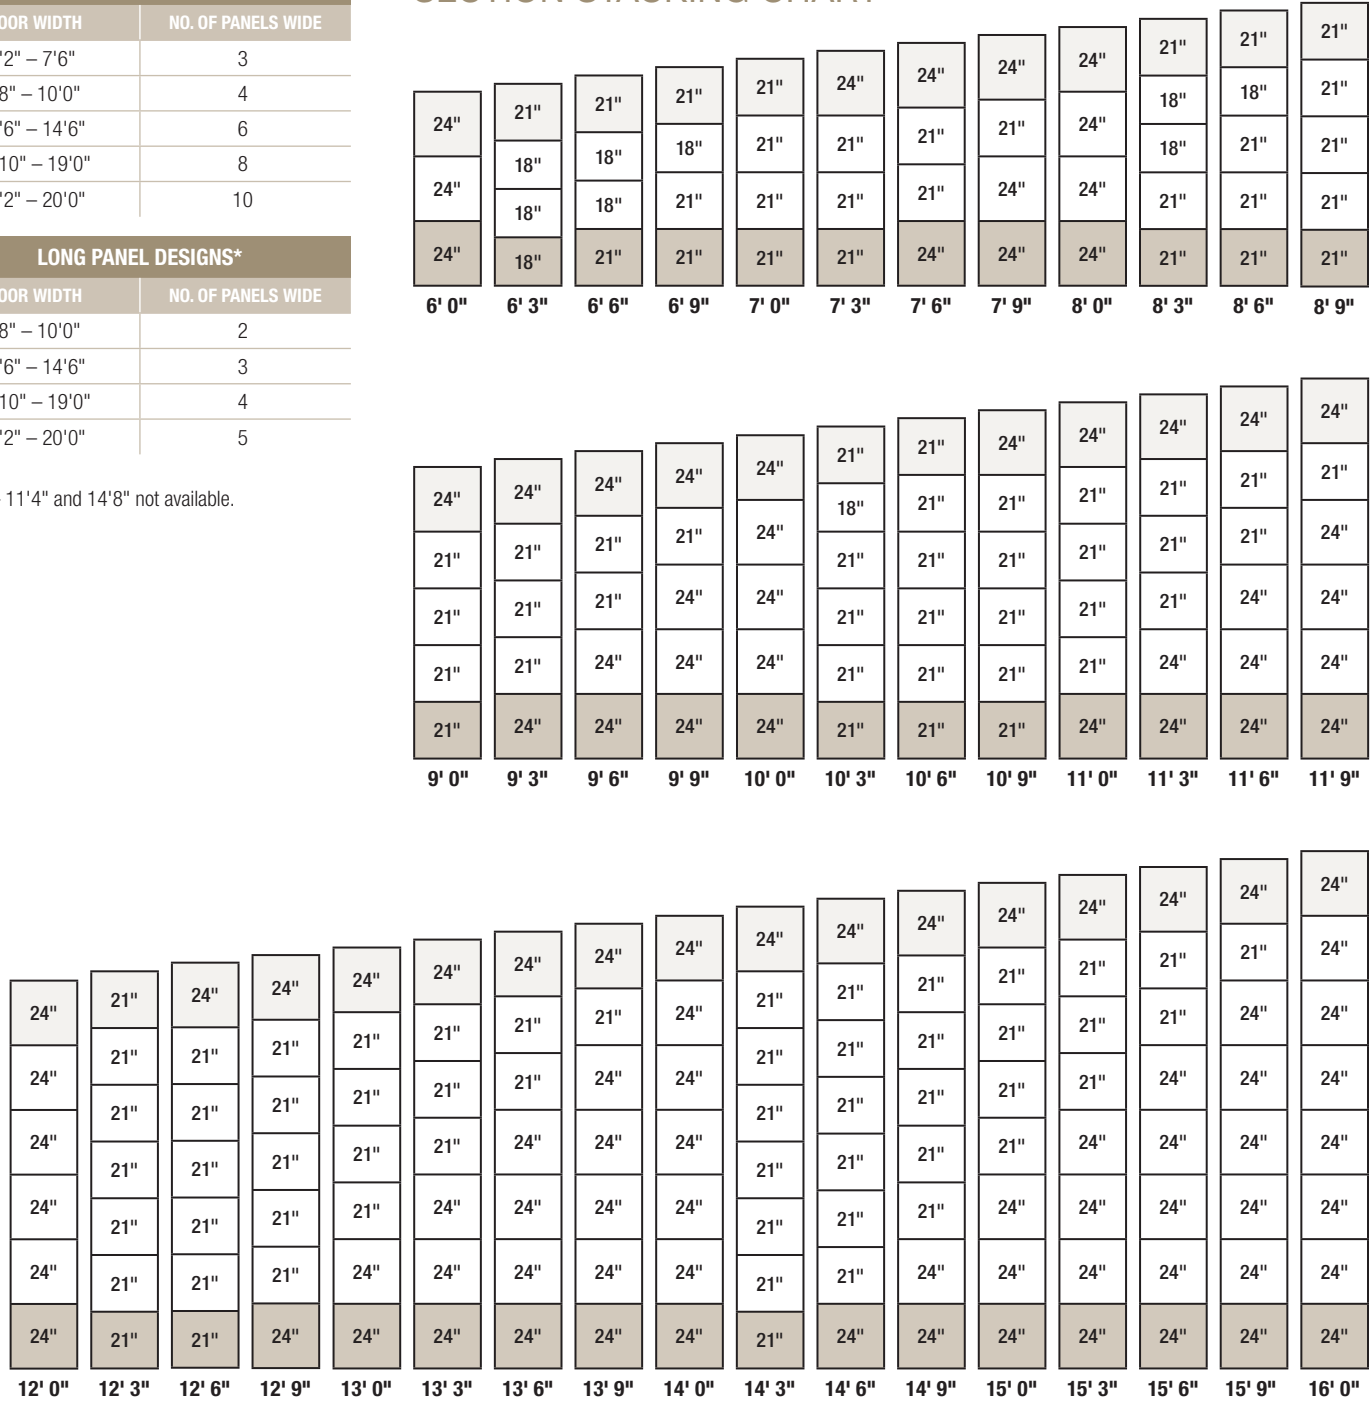 OOR WIDTH NO. OF PANELS WIDE
'2" – 7'6" 3
8" – 10'0" 4
'6" – 14'6" 6
10" – 19'0" 8
'2" – 20'0" 10
LONG PANEL DESIGNS*
OOR WIDTH NO. OF PANELS WIDE
8" – 10'0" 2
'6" – 14'6" 3
10" – 19'0" 4
'2" – 20'0" 5
11'4" and 14'8" not available.
SECTION STACKING CHART
24" 24" 24" 6' 0"
21" 18" 18" 18" 6' 3"
21" 18" 18" 21" 6' 6"
21" 18" 21" 21" 6' 9"
21" 21" 21" 21" 7' 0"
24" 21" 21" 21" 7' 3"
24" 21" 21" 24" 7' 6"
24" 21" 24" 24" 7' 9"
24" 24" 24" 24" 8' 0"
21" 18" 18" 21" 21" 8' 3"
21" 18" 21" 21" 21" 8' 6"
21" 21" 21" 21" 21" 8' 9"
24" 21" 21" 21" 21" 9' 0"
24" 21" 21" 21" 24" 9' 3"
24" 21" 21" 24" 24" 9' 6"
24" 21" 24" 24" 24" 9' 9"
24" 24" 24" 24" 24" 10' 0"
21" 18" 21" 21" 21" 21" 10' 3"
21" 21" 21" 21" 21" 21" 10' 6"
24" 21" 21" 21" 21" 21" 10' 9"
24" 21" 21" 21" 21" 24" 11' 0"
24" 21" 21" 21" 24" 24" 11' 3"
24" 21" 21" 24" 24" 24" 11' 6"
24" 21" 24" 24" 24" 24" 11' 9"
24" 24" 24" 24" 24" 24" 12' 0"
21" 21" 21" 21" 21" 21" 21" 12' 3"
24" 21" 21" 21" 21" 21" 21" 12' 6"
24" 21" 21" 21" 21" 21" 24" 12' 9"
24" 21" 21" 21" 21" 24" 24" 13' 0"
24" 21" 21" 21" 24" 24" 24" 13' 3"
24" 21" 21" 24" 24" 24" 24" 13' 6"
24" 21" 24" 24" 24" 24" 24" 13' 9"
24" 24" 24" 24" 24" 24" 24" 14' 0"
24" 21" 21" 21" 21" 21" 21" 21" 14' 3"
24" 21" 21" 21" 21" 21" 21" 24" 14' 6"
24" 21" 21" 21" 21" 21" 24" 24" 14' 9"
24" 21" 21" 21" 21" 24" 24" 24" 15' 0"
24" 21" 21" 21" 24" 24" 24" 24" 15' 3"
24" 21" 21" 24" 24" 24" 24" 24" 15' 6"
24" 21" 24" 24" 24" 24" 24" 24" 15' 9"
24" 24" 24" 24" 24" 24" 24" 24" 16' 0"